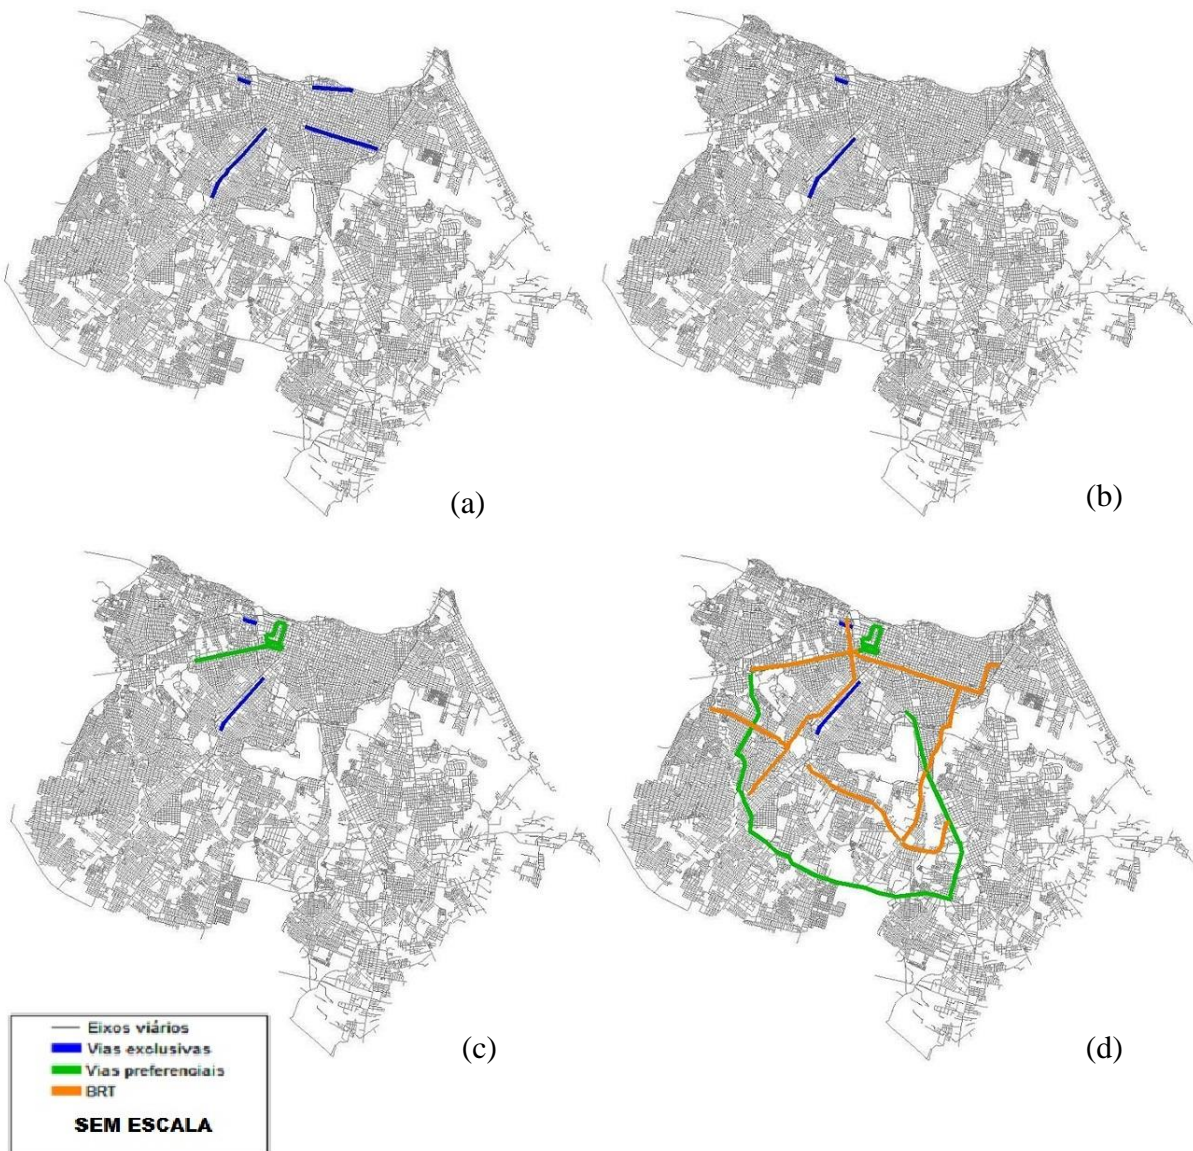 (a)
(b)
(c)
(d)
Eixos viários
Vias exclusivas
Vias preferenciais
BRT
SEM ESCALA